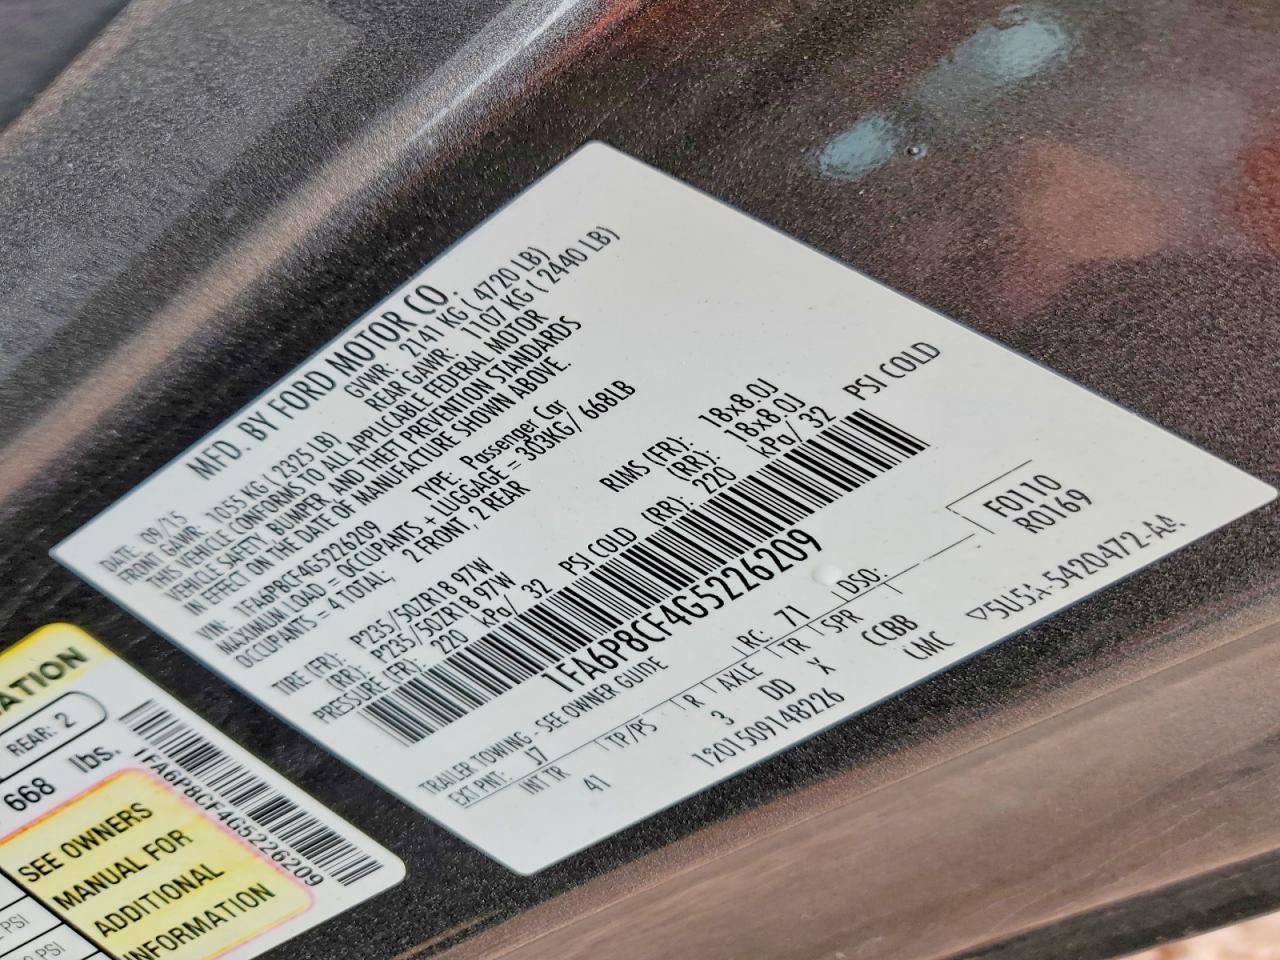 MFD. BY FORD MOTOR CO.
DATE: 09/15 GVWR: 2141 KG ( 4720 LB)
FRONT GAWR: 1055 KG ( 2325 LB) REAR GAWR: 1107 KG ( 2440 LB)
THIS VEHICLE CONFORMS TO ALL APPLICABLE FEDERAL MOTOR
VEHICLE SAFETY, BUMPER, AND THEFT PREVENTION STANDARDS
IN EFFECT ON THE DATE OF MANUFACTURE SHOWN ABOVE.
VIN: 1FA6P8CF4G5226209 TYPE: Passenger Car
MAXIMUM LOAD = OCCUPANTS + LUGGAGE = 303KG/ 668LB
OCCUPANTS = 4 TOTAL; 2 FRONT, 2 REAR
TIRE (FR): P235/50ZR18 97W RIMS (FR): 18x8.0J
RR): P235/50ZR18 97W (RR): 18x8.0J
PRESSURE (FR): 220 kPa/ 32 PSI COLD (RR): 220 kPa/ 32 PSI COLD
1FA6P8CF4G5226209
TRAILER TOWING - SEE OWNER GUIDE
EXT PNT: J7 RC: 71 DSO: F0110
R0169
INT TR TP/PS R AXLE TR SPR
41 3 DD X CCBB
1201509148226 LMC ▽5U5A-5420472-AA
ATION
REAR: 2
668 lbs.
1FA6P8CF4G5226209
SEE OWNERS
MANUAL FOR
ADDITIONAL
INFORMATION
PSI
PSI